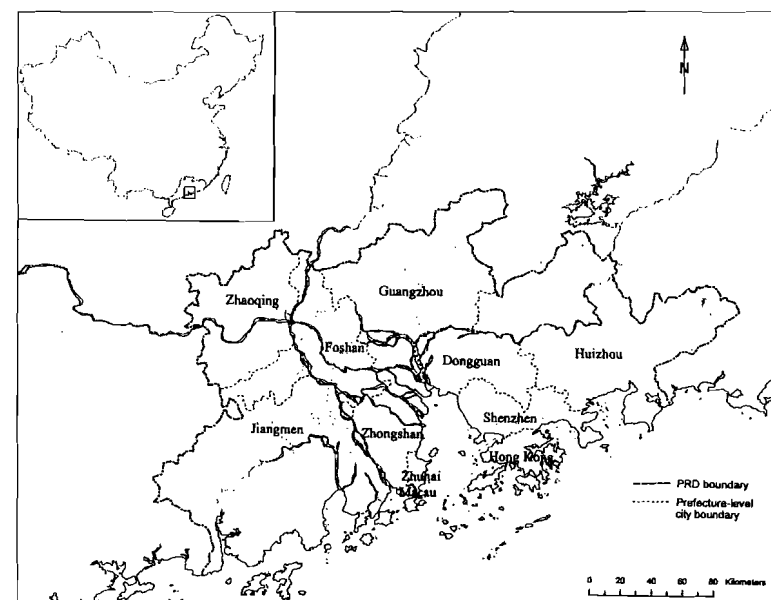 N
Zhaoqing
Guangzhou
Foshan
Dongguan
Huizhou
Jiangmen
Zhongshan
Shenzhen
Hong Kong
Zhuhai
Macau
PRD boundary
Prefecture-level
city boundary
0 20 40 60 80 Kilometers